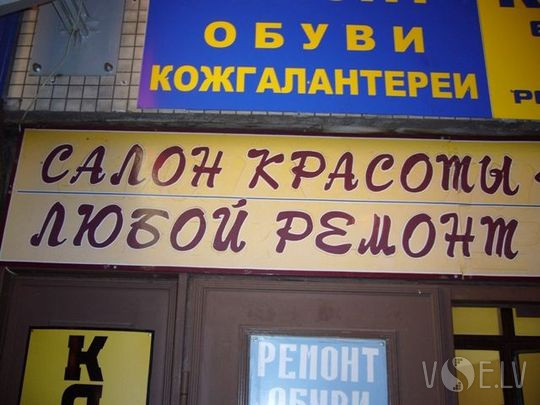 ОБУВИ
КОЖГАЛАНТЕРЕИ
САЛОН КРАСОТЫ
ЛЮБОЙ РЕМОНТ
РЕМОНТ
ОБУВИ
VSE.LV